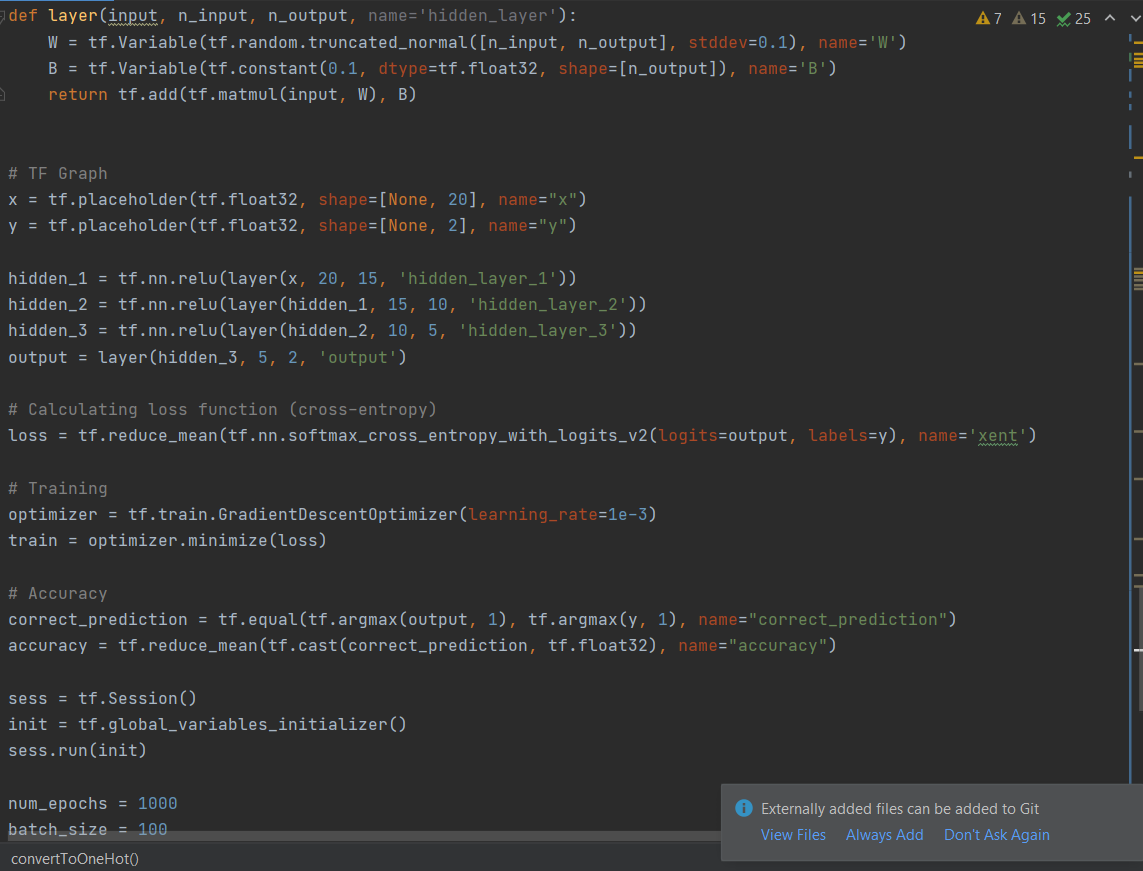 def layer(input, n_input, n_output, name='hidden_layer'):
7 15 25
    W = tf.Variable(tf.random.truncated_normal([n_input, n_output], stddev=0.1), name='W')
    B = tf.Variable(tf.constant(0.1, dtype=tf.float32, shape=[n_output]), name='B')
    return tf.add(tf.matmul(input, W), B)
# TF Graph
x = tf.placeholder(tf.float32, shape=[None, 20], name="x")
y = tf.placeholder(tf.float32, shape=[None, 2], name="y")
hidden_1 = tf.nn.relu(layer(x, 20, 15, 'hidden_layer_1'))
hidden_2 = tf.nn.relu(layer(hidden_1, 15, 10, 'hidden_layer_2'))
hidden_3 = tf.nn.relu(layer(hidden_2, 10, 5, 'hidden_layer_3'))
output = layer(hidden_3, 5, 2, 'output')
# Calculating loss function (cross-entropy)
loss = tf.reduce_mean(tf.nn.softmax_cross_entropy_with_logits_v2(logits=output, labels=y), name='xent')
# Training
optimizer = tf.train.GradientDescentOptimizer(learning_rate=1e-3)
train = optimizer.minimize(loss)
# Accuracy
correct_prediction = tf.equal(tf.argmax(output, 1), tf.argmax(y, 1), name="correct_prediction")
accuracy = tf.reduce_mean(tf.cast(correct_prediction, tf.float32), name="accuracy")
sess = tf.Session()
init = tf.global_variables_initializer()
sess.run(init)
num_epochs = 1000
batch_size = 100
Externally added files can be added to Git
View Files Always Add Don't Ask Again
convertToOneHot()